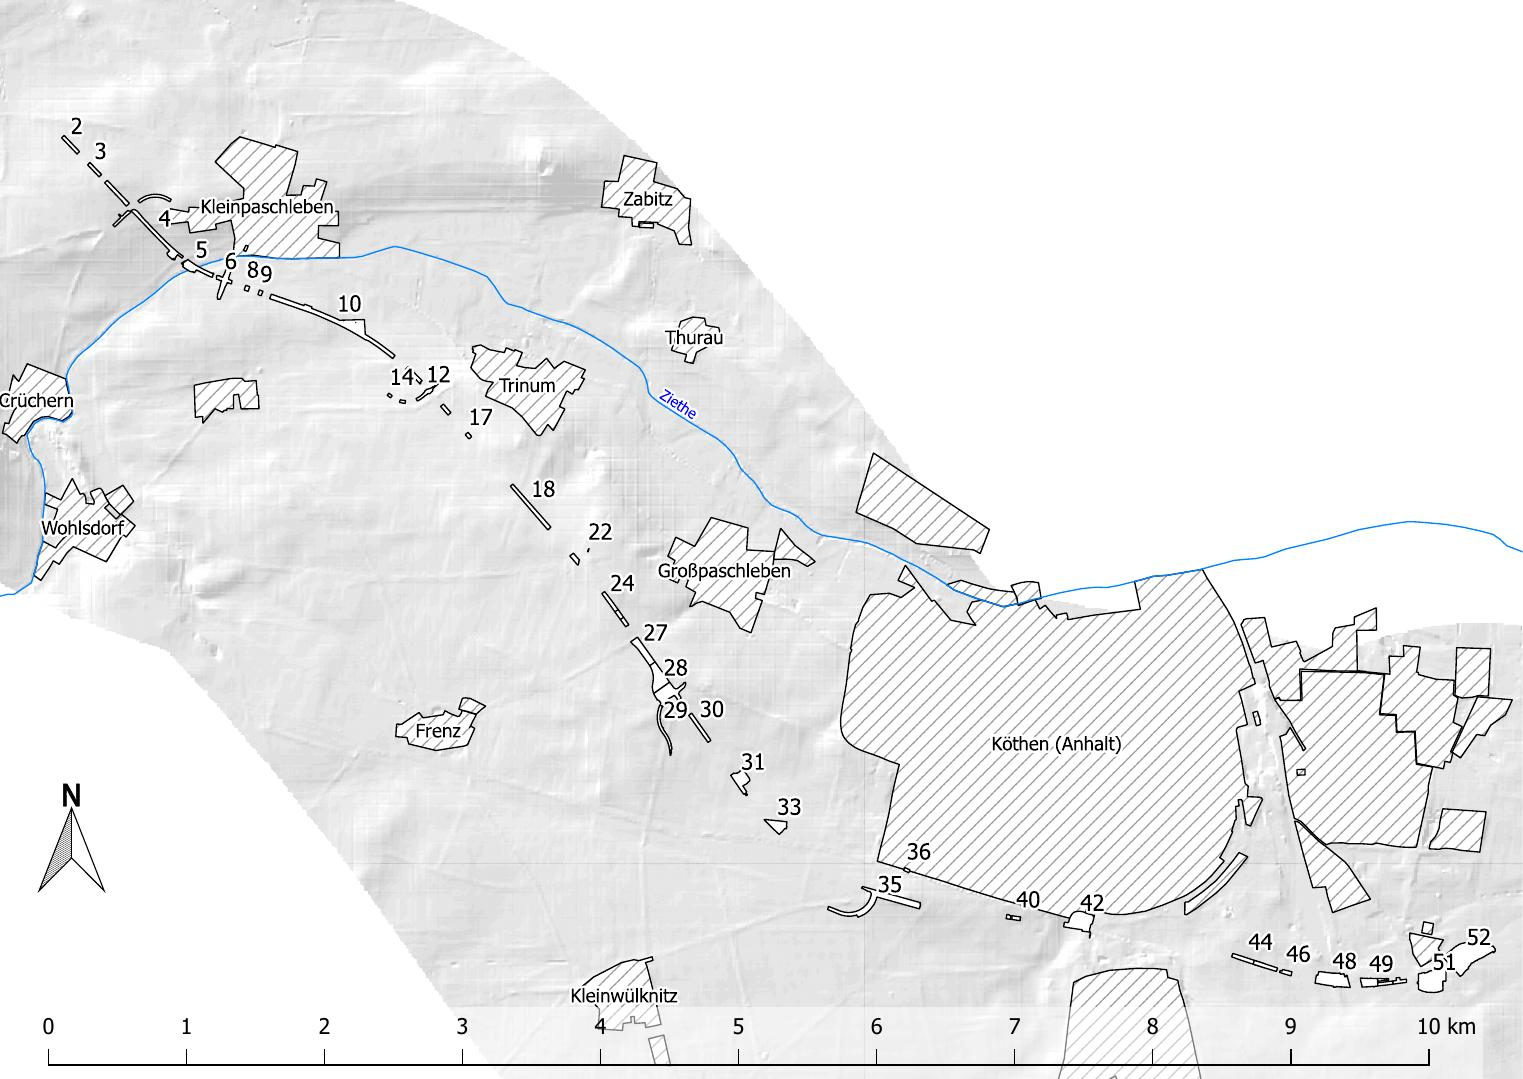 2
3
Zabitz
Kleinpaschleben
4
5
6
8
9
10
Thurau
14
12
Trinum
Crüchern
Ziethe
17
18
Wohlsdorf
22
Großpaschleben
24
27
28
29
30
Frenz
Köthen (Anhalt)
31
N
33
36
35
40
42
44
46
48
49
51
52
Kleinwülknitz
0 1 2 3 4 5 6 7 8 9 10 km